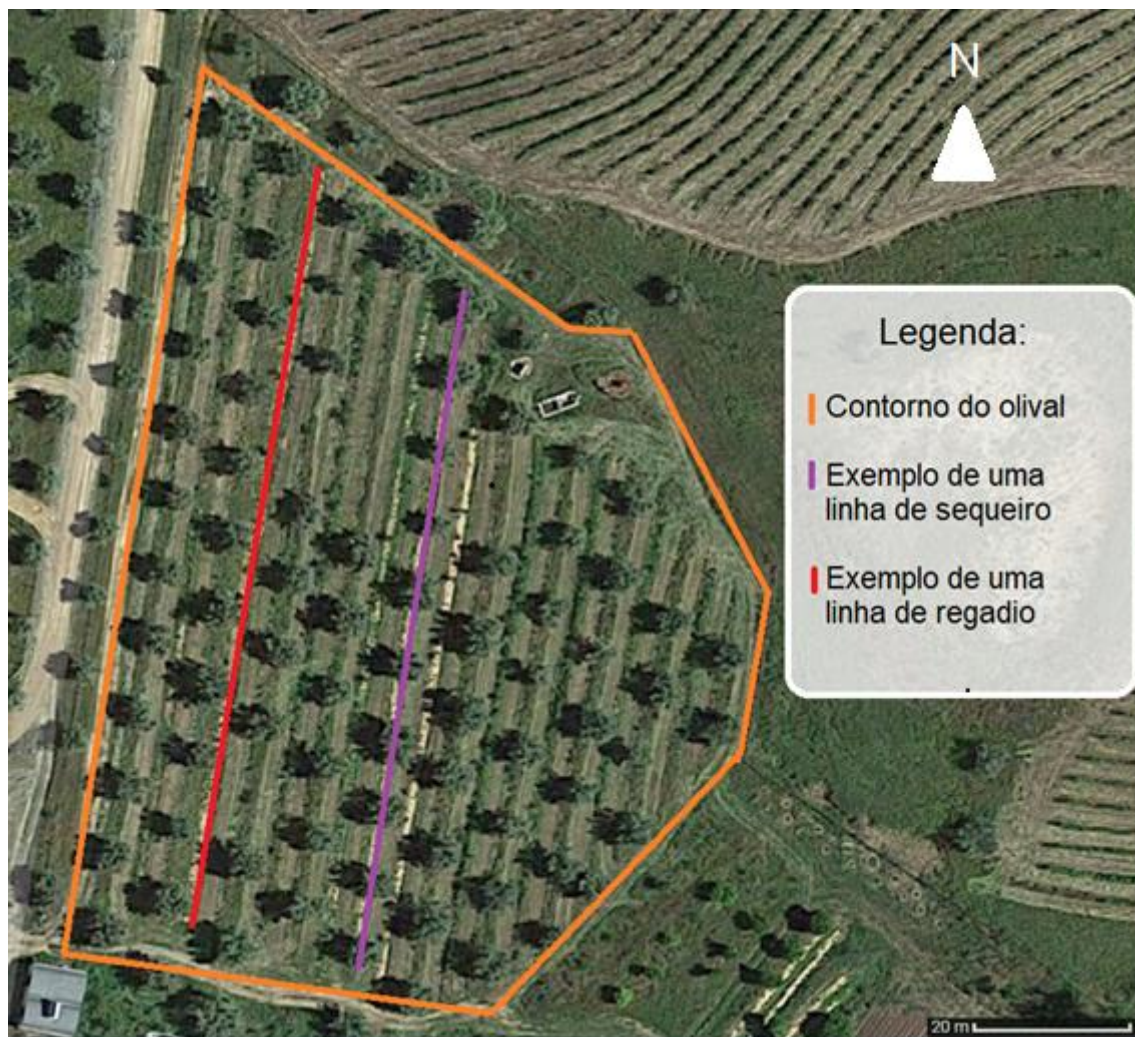 N
Legenda:
Contorno do olival
Exemplo de uma
linha de sequeiro
Exemplo de uma
linha de regadio
20 m